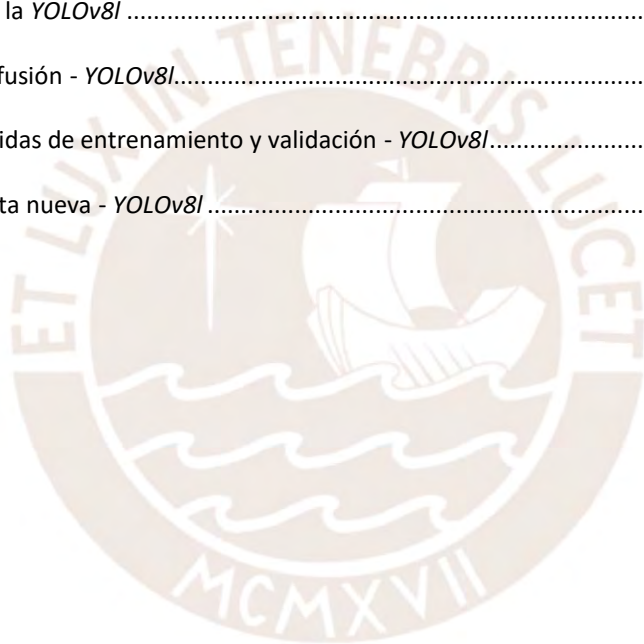 la YOLOv8l ........................................................................................
fusión - YOLOv8l................................................................................
idas de entrenamiento y validación - YOLOv8l.........................
ta nueva - YOLOv8l .........................................................................
ET LUX IN TENEBRIS LUCET
MCMXVII